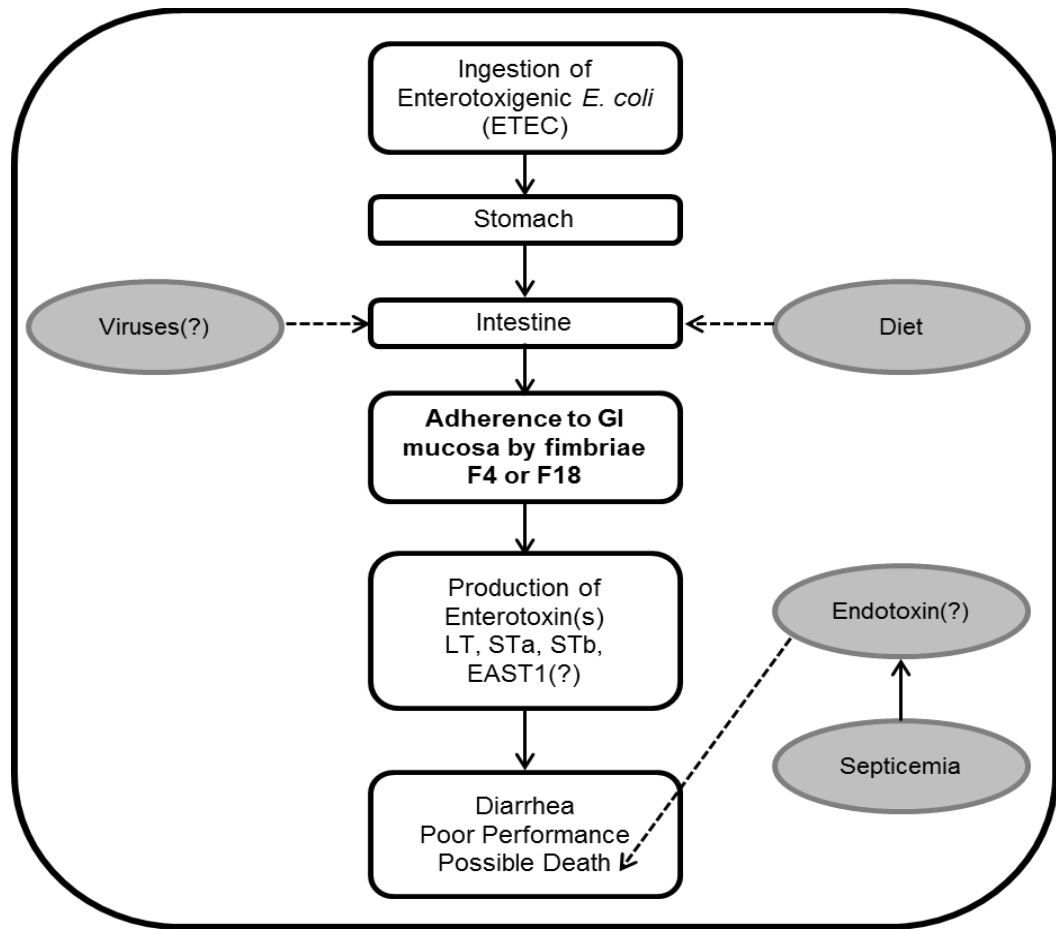 Ingestion of
Enterotoxigenic E. coli
(ETEC)
Stomach
Viruses(?)
Intestine
Diet
Adherence to GI
mucosa by fimbriae
F4 or F18
Production of
Enterotoxin(s)
LT, STa, STb,
EAST1(?)
Endotoxin(?)
Septicemia
Diarrhea
Poor Performance
Possible Death